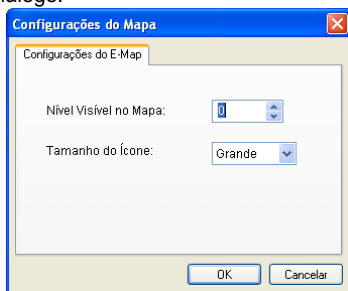 Configurações do Mapa
Configurações do E-Map
Nível Visível no Mapa: 0
Tamanho do Ícone: Grande
OK Cancelar